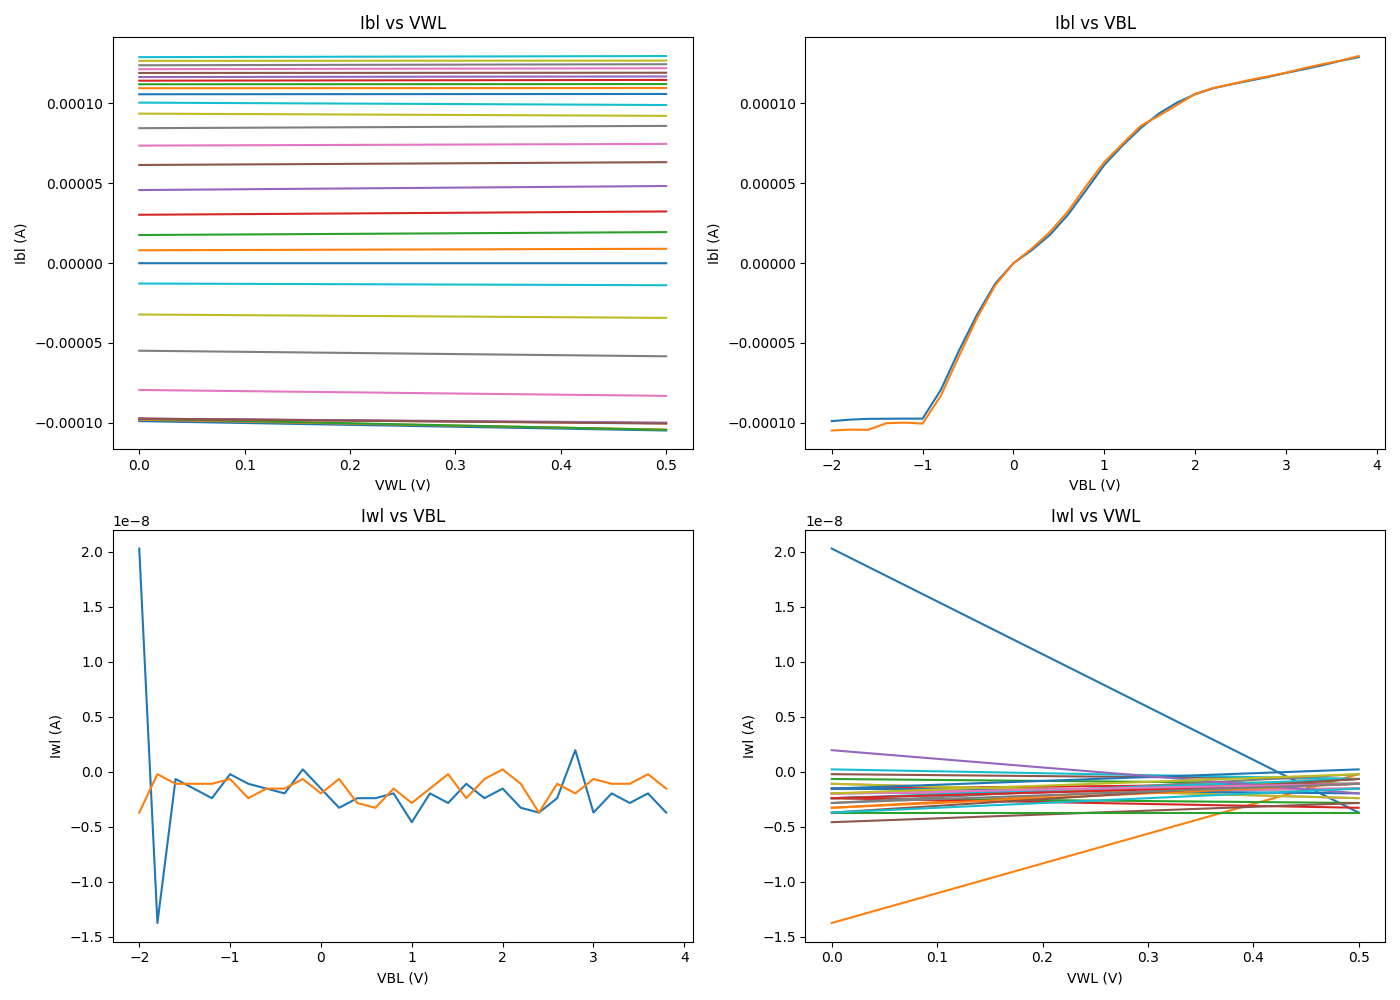 Ibl vs VWL
Ibl (A)
0.00010
0.00005
0.00000
−0.00005
−0.00010
0.0 0.1 0.2 0.3 0.4 0.5
VWL (V)
Ibl vs VBL
Ibl (A)
0.00010
0.00005
0.00000
−0.00005
−0.00010
−2 −1 0 1 2 3 4
VBL (V)
Iwl vs VBL
1e−8
Iwl (A)
2.0
1.5
1.0
0.5
0.0
−0.5
−1.0
−1.5
−2 −1 0 1 2 3 4
VBL (V)
Iwl vs VWL
1e−8
Iwl (A)
2.0
1.5
1.0
0.5
0.0
−0.5
−1.0
−1.5
0.0 0.1 0.2 0.3 0.4 0.5
VWL (V)